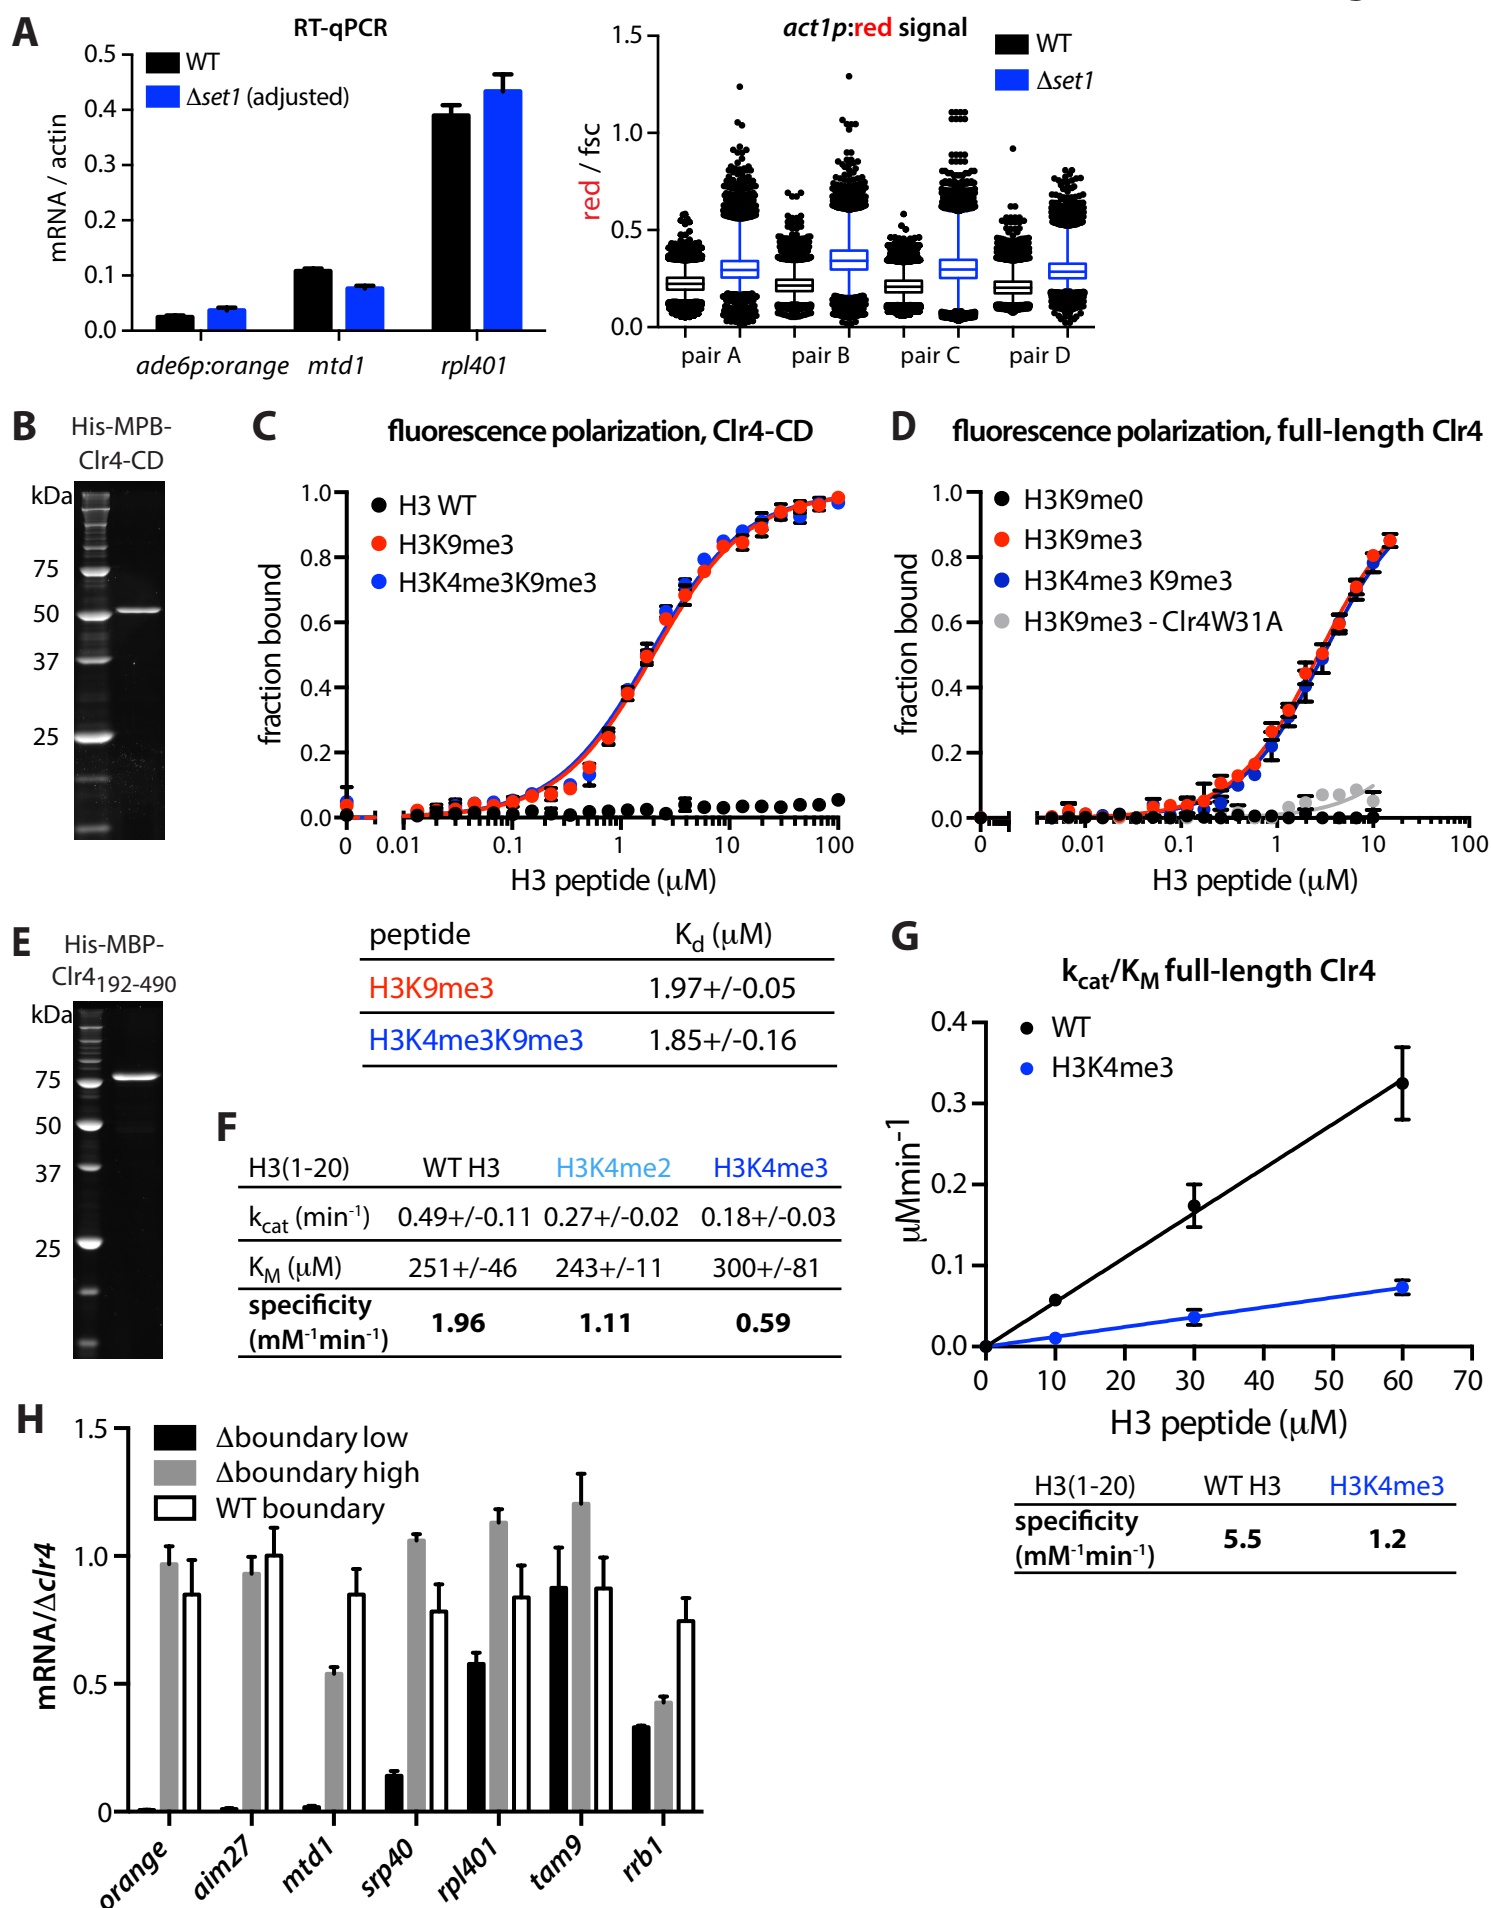 A
RT-qPCR
WT
Δset1 (adjusted)
mRNA / actin
0.5
0.4
0.3
0.2
0.1
0.0
ade6p:orange mtd1 rpl401
act1p:red signal
WT
Δset1
red / fsc
1.5
1.0
0.5
0.0
pair A pair B pair C pair D
B
His-MPB-
Clr4-CD
kDa
75
50
37
25
C
fluorescence polarization, Clr4-CD
H3 WT
H3K9me3
H3K4me3K9me3
fraction bound
1.0
0.8
0.6
0.4
0.2
0.0
0 0.01 0.1 1 10 100
H3 peptide (μM)
peptide Kd (μM)
H3K9me3 1.97+/-0.05
H3K4me3K9me3 1.85+/-0.16
D
fluorescence polarization, full-length Clr4
H3K9me0
H3K9me3
H3K4me3 K9me3
H3K9me3 - Clr4W31A
fraction bound
1.0
0.8
0.6
0.4
0.2
0.0
0 0.01 0.1 1 10 100
H3 peptide (μM)
E
His-MBP-
Clr4192-490
kDa
75
50
37
25
F
H3(1-20) WT H3 H3K4me2 H3K4me3
kcat (min-1) 0.49+/-0.11 0.27+/-0.02 0.18+/-0.03
KM (μM) 251+/-46 243+/-11 300+/-81
specificity
(mM-1min-1) 1.96 1.11 0.59
G
kcat/KM full-length Clr4
WT
H3K4me3
μMmin-1
0.4
0.3
0.2
0.1
0.0
0 10 20 30 40 50 60 70
H3 peptide (μM)
H3(1-20) WT H3 H3K4me3
specificity
(mM-1min-1) 5.5 1.2
H
Δboundary low
Δboundary high
WT boundary
mRNA/Δclr4
1.5
1.0
0.5
0
orange aim27 mtd1 srp40 rpl401 tam9 rrb1